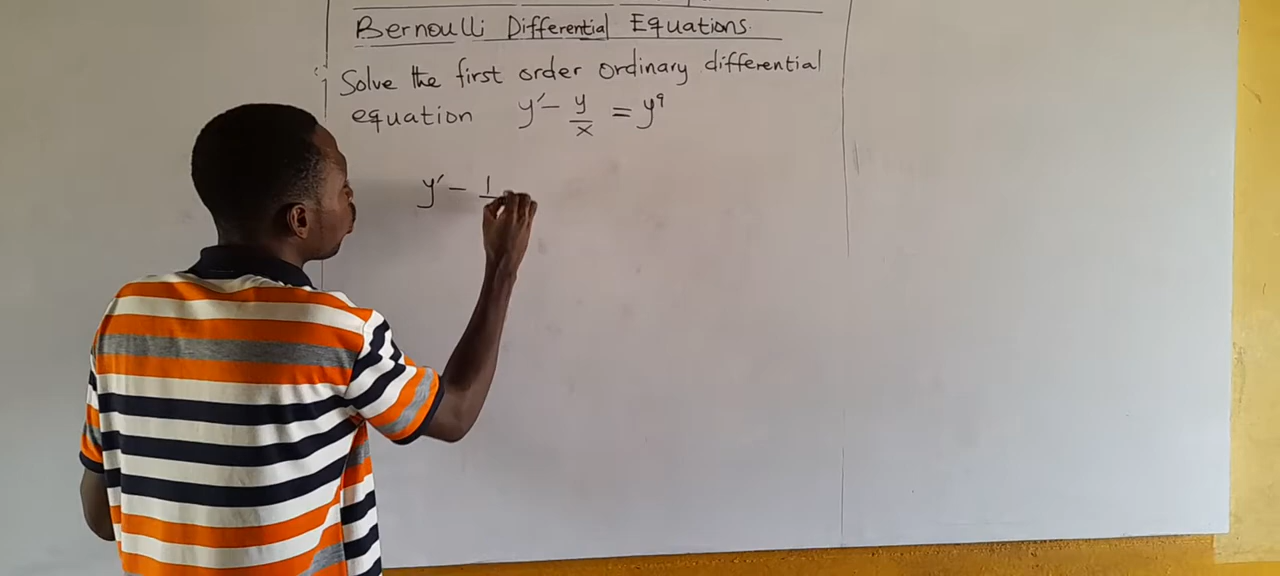 Bernoulli Differential Equations.
Solve the first order ordinary differential
equation y′ − y/x = y⁹
y′ − 1